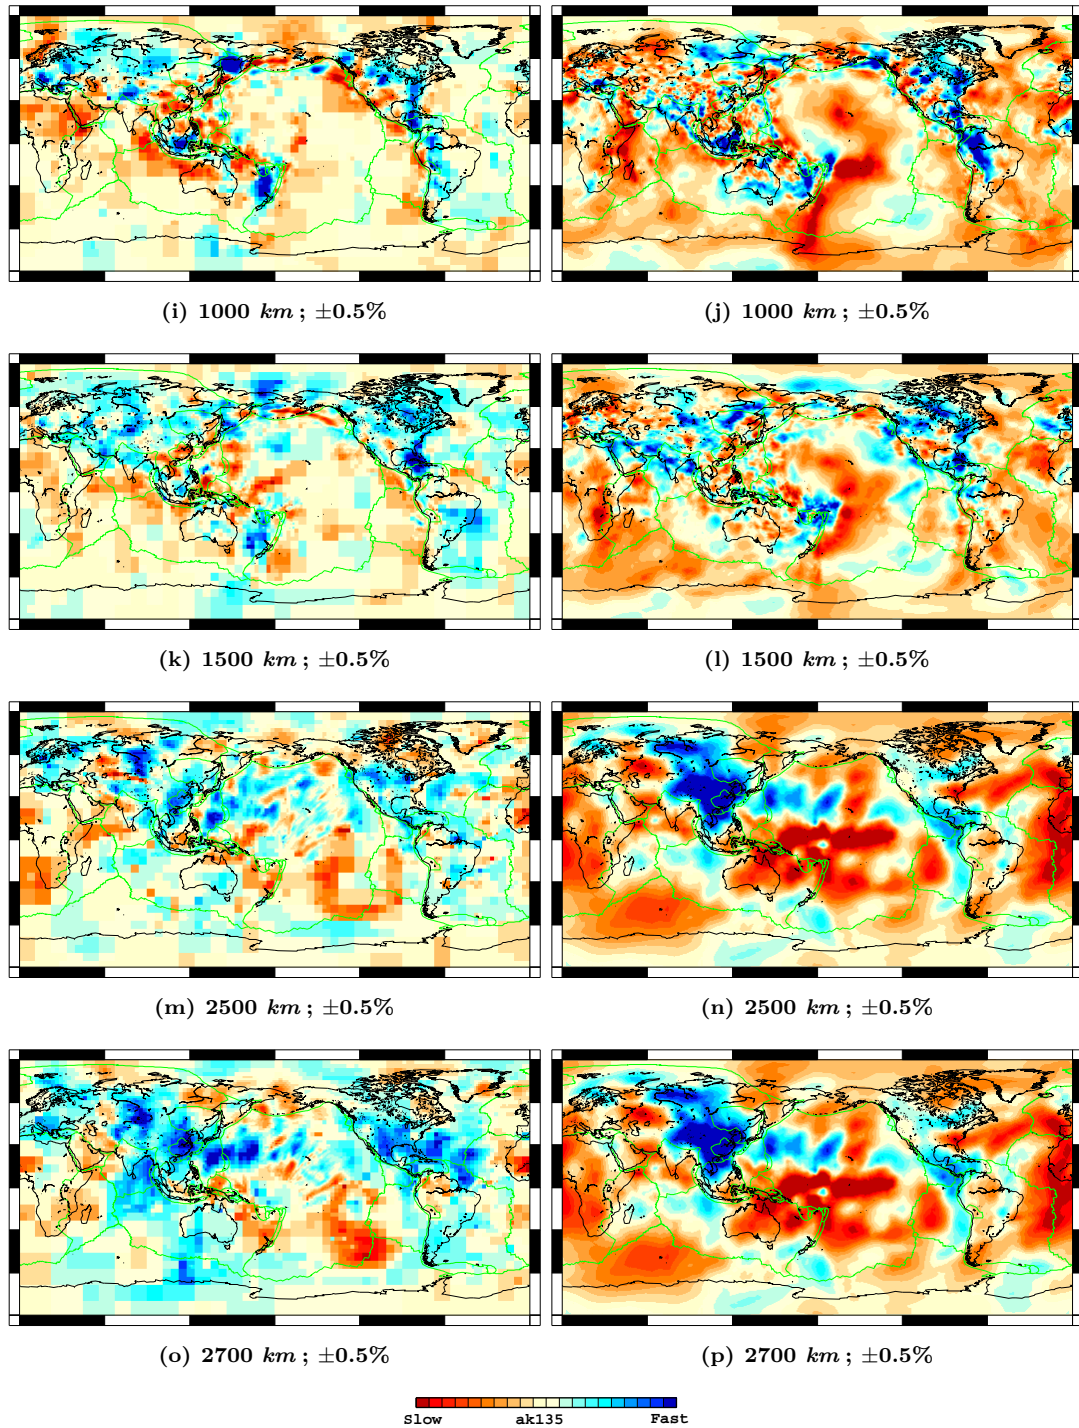 (i) 1000 km; ±0.5%
(j) 1000 km; ±0.5%
(k) 1500 km; ±0.5%
(l) 1500 km; ±0.5%
(m) 2500 km; ±0.5%
(n) 2500 km; ±0.5%
(o) 2700 km; ±0.5%
(p) 2700 km; ±0.5%
Slow ak135 Fast